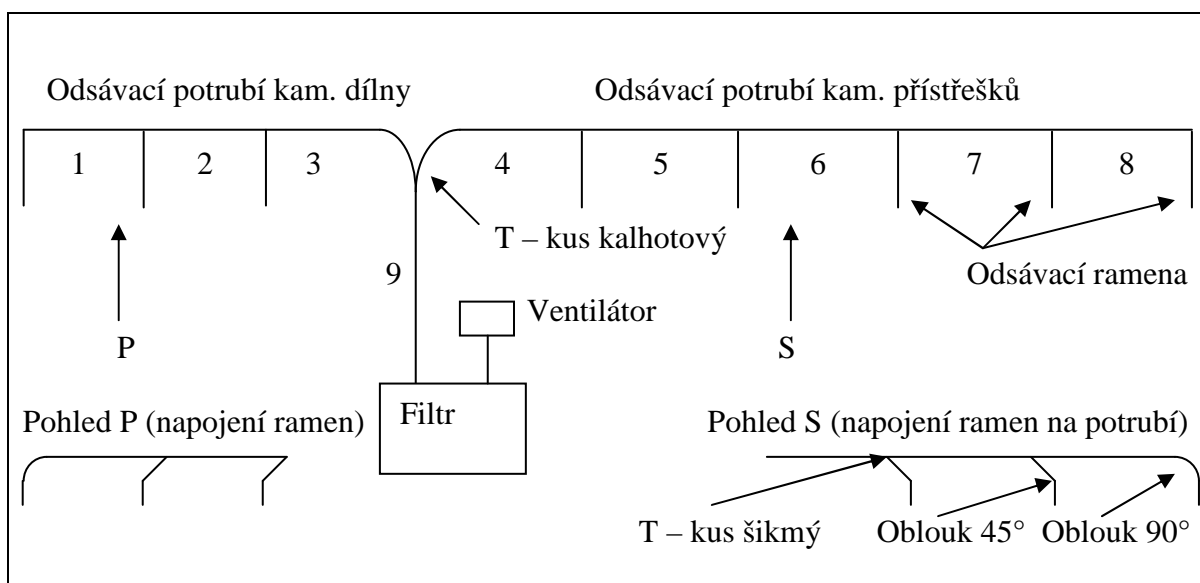 Odsávací potrubí kam. dílny
Odsávací potrubí kam. přístřešků
1 2 3 4 5 6 7 8
T – kus kalhotový
Odsávací ramena
9
Ventilátor
P
S
Filtr
Pohled P (napojení ramen)
Pohled S (napojení ramen na potrubí)
T – kus šikmý
Oblouk 45°
Oblouk 90°